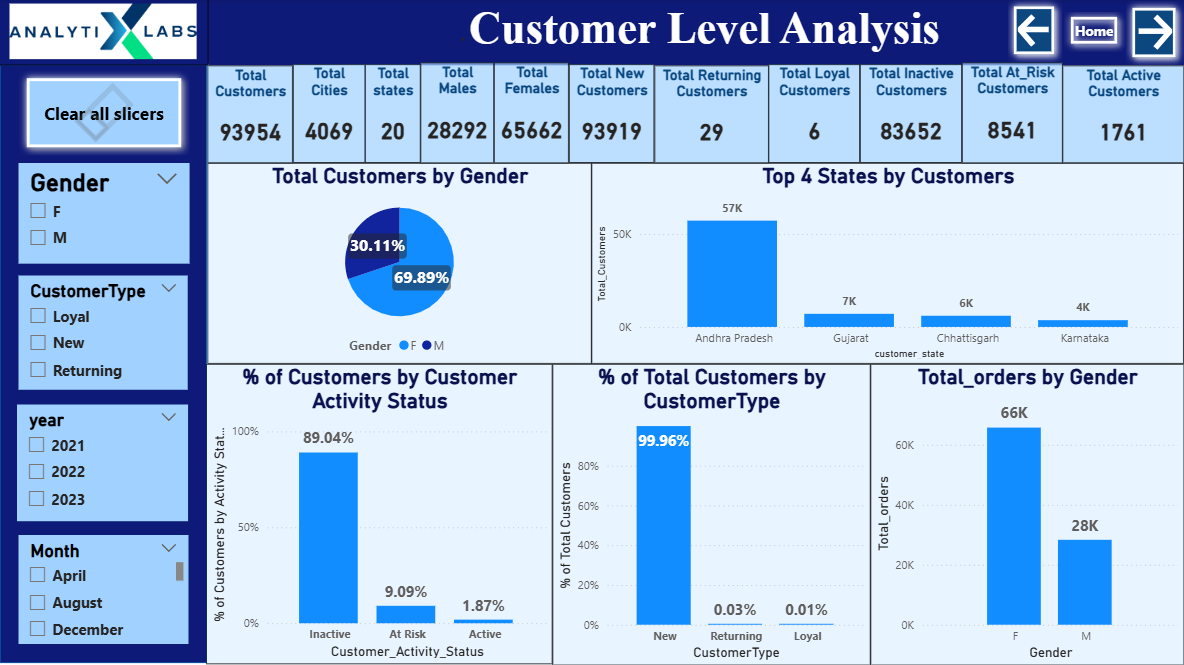 ANALYTIX LABS
Customer Level Analysis
Home
Clear all slicers
Gender
F
M
CustomerType
Loyal
New
Returning
year
2021
2022
2023
Month
April
August
December
Total
Customers
93954
Total
Cities
4069
Total
states
20
Total
Males
28292
Total
Females
65662
Total New
Customers
93919
Total Returning
Customers
29
Total Loyal
Customers
6
Total Inactive
Customers
83652
Total At_Risk
Customers
8541
Total Active
Customers
1761
Total Customers by Gender
30.11%
69.89%
Gender F M
Top 4 States by Customers
Total_Customers
50K
0K
57K
7K
6K
4K
Andhra Pradesh Gujarat Chhattisgarh Karnataka
customer_state
% of Customers by Customer
Activity Status
% of Customers by Activity Stat...
100%
50%
0%
89.04%
9.09%
1.87%
Inactive At Risk Active
Customer_Activity_Status
% of Total Customers by
CustomerType
% of Total Customers
80%
60%
40%
20%
0%
99.96%
0.03%
0.01%
New Returning Loyal
CustomerType
Total_orders by Gender
Total_orders
60K
40K
20K
0K
66K
28K
F M
Gender